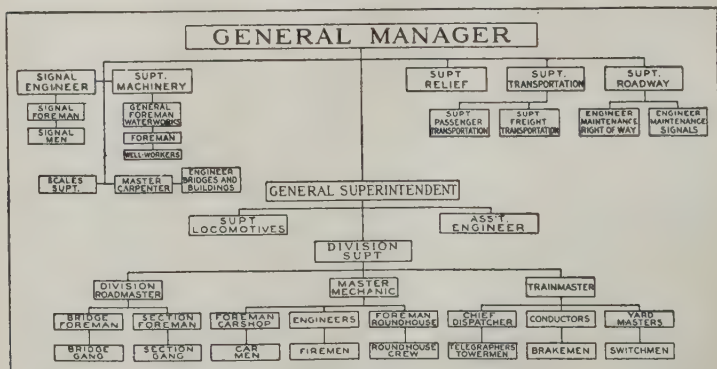 GENERAL MANAGER
SIGNAL
ENGINEER
SUPT.
MACHINERY
SUPT
RELIEF
SUPT.
TRANSPORTATION
SUPT.
ROADWAY
SIGNAL
FOREMAN
SIGNAL
MEN
GENERAL
FOREMAN
WATERWORKS
FOREMAN
WELL-WORKERS
SUPT
PASSENGER
TRANSPORTATION
SUPT
FREIGHT
TRANSPORTATION
ENGINEER
MAINTENANCE
RIGHT OF WAY
ENGINEER
MAINTENANCE
SIGNALS
SCALES
SUPT.
MASTER
CARPENTER
ENGINEER
BRIDGES AND
BUILDINGS
GENERAL SUPERINTENDENT
SUPT
LOCOMOTIVES
ASS'T.
ENGINEER
DIVISION
SUPT
DIVISION
ROADMASTER
MASTER
MECHANIC
TRAINMASTER
BRIDGE
FOREMAN
SECTION
FOREMAN
FOREMAN
CARSHOP
ENGINEERS
FOREMAN
ROUNDHOUSE
CHIEF
DISPATCHER
CONDUCTORS
YARD
MASTERS
BRIDGE
GANG
SECTION
GANG
CAR
MEN
FIREMEN
ROUNDHOUSE
CREW
TELEGRAPHERS
TOWERMEN
BRAKEMEN
SWITCHMEN